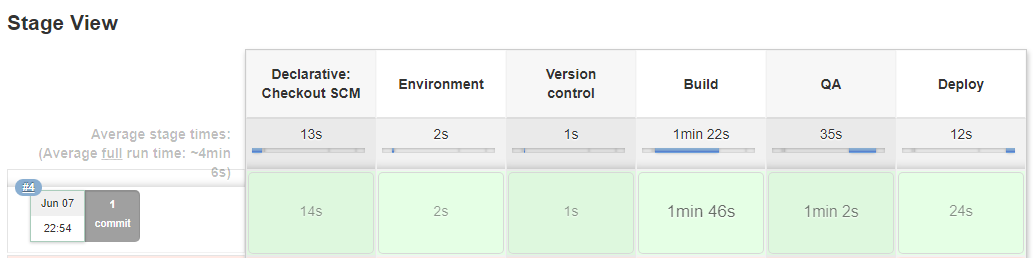 Stage View
Declarative:
Checkout SCM
Environment
Version
control
Build
QA
Deploy
Average stage times:
(Average full run time: ~4min
6s)
13s
2s
1s
1min 22s
35s
12s
#4
Jun 07
22:54
1
commit
14s
2s
1s
1min 46s
1min 2s
24s